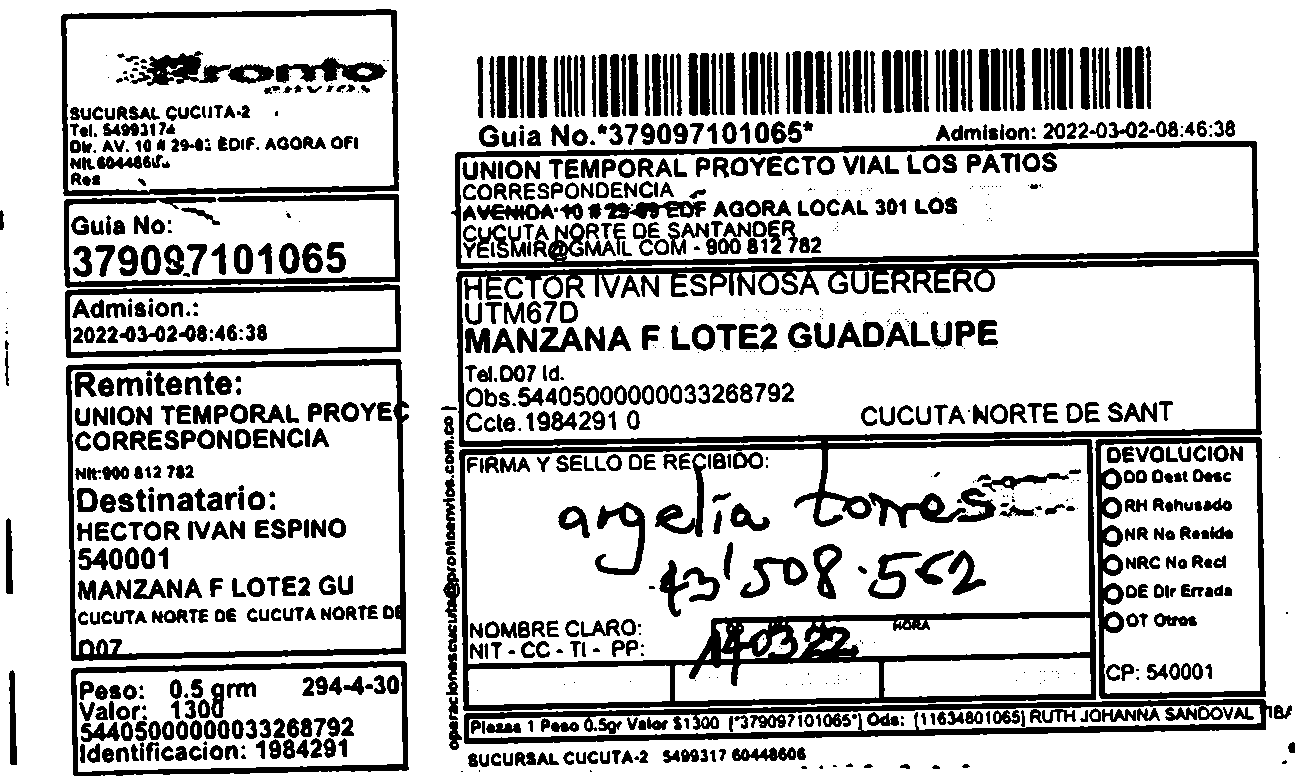 Pronto
envios
SUCURSAL CUCUTA-2
Tel. 5499317
Dir. AV. 10 # 29-8 EDIF. AGORA OFI
Nit. 604486
Res
Guia No:
379097101065
Admision.:
2022-03-02-08:46:38
Remitente:
UNION TEMPORAL PROYEC
CORRESPONDENCIA
Nit:900 812 782
Destinatario:
HECTOR IVAN ESPINO
540001
MANZANA F LOTE2 GU
CUCUTA NORTE DE CUCUTA NORTE DE
D07
Peso: 0.5 grm 294-4-30
Valor: 1300
54405000000033268792
Identificacion: 1984291
Guia No.*379097101065* Admision: 2022-03-02-08:46:38
UNION TEMPORAL PROYECTO VIAL LOS PATIOS
CORRESPONDENCIA
AVENIDA 10 # 29-69 EDF AGORA LOCAL 301 LOS
CUCUTA NORTE DE SANTANDER
YEISMIR@GMAIL COM - 900 812 782
HECTOR IVAN ESPINOSA GUERRERO
UTM67D
MANZANA F LOTE2 GUADALUPE
Tel.D07 Id.
Obs.54405000000033268792
Ccte.1984291 0 CUCUTA NORTE DE SANT
operacionescucuta@prontoenvios.com.co
FIRMA Y SELLO DE RECIBIDO:
argelia torres
43'508.562
NOMBRE CLARO:
NIT - CC - TI - PP:
140322
HORA
DEVOLUCION
DD Dest Desc
RH Rehusado
NR No Reside
NRC No Recl
DE Dir Errada
OT Otros
CP: 540001
Piezas 1 Peso 0.5gr Valor $1300 [*379097101065*] Ods: [11634801065] RUTH JOHANNA SANDOVAL
SUCURSAL CUCUTA-2 5499317 60448606